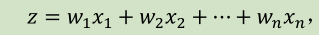 z = w₁x₁ + w₂x₂ + ⋯ + wₙxₙ,